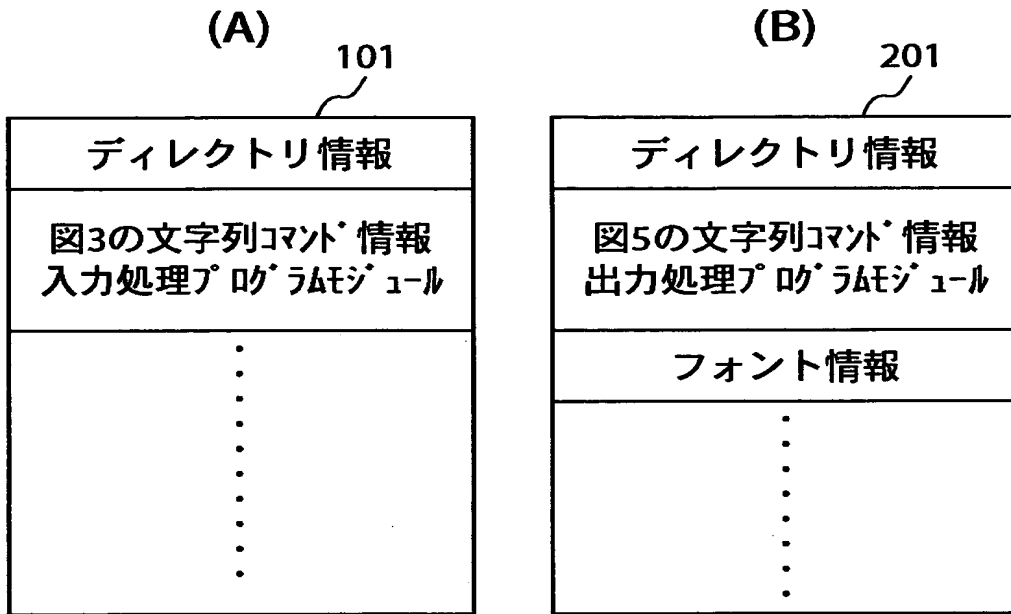 (A)
101
ディレクトリ情報
図3の文字列ｺﾏﾝﾄﾞ情報
入力処理ﾌﾟﾛｸﾞﾗﾑﾓｼﾞｭｰﾙ
(B)
201
ディレクトリ情報
図5の文字列ｺﾏﾝﾄﾞ情報
出力処理ﾌﾟﾛｸﾞﾗﾑﾓｼﾞｭｰﾙ
フォント情報